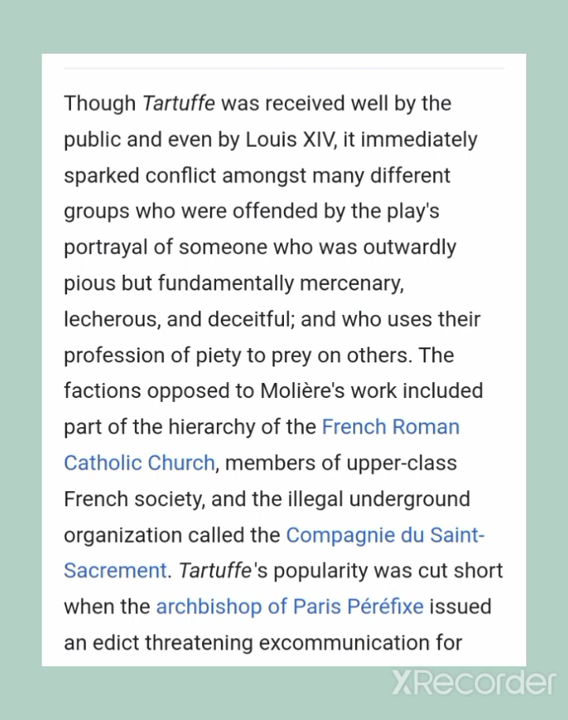 Though Tartuffe was received well by the
public and even by Louis XIV, it immediately
sparked conflict amongst many different
groups who were offended by the play's
portrayal of someone who was outwardly
pious but fundamentally mercenary,
lecherous, and deceitful; and who uses their
profession of piety to prey on others. The
factions opposed to Molière's work included
part of the hierarchy of the French Roman
Catholic Church, members of upper-class
French society, and the illegal underground
organization called the Compagnie du Saint-
Sacrement. Tartuffe's popularity was cut short
when the archbishop of Paris Péréfixe issued
an edict threatening excommunication for
XRecorder